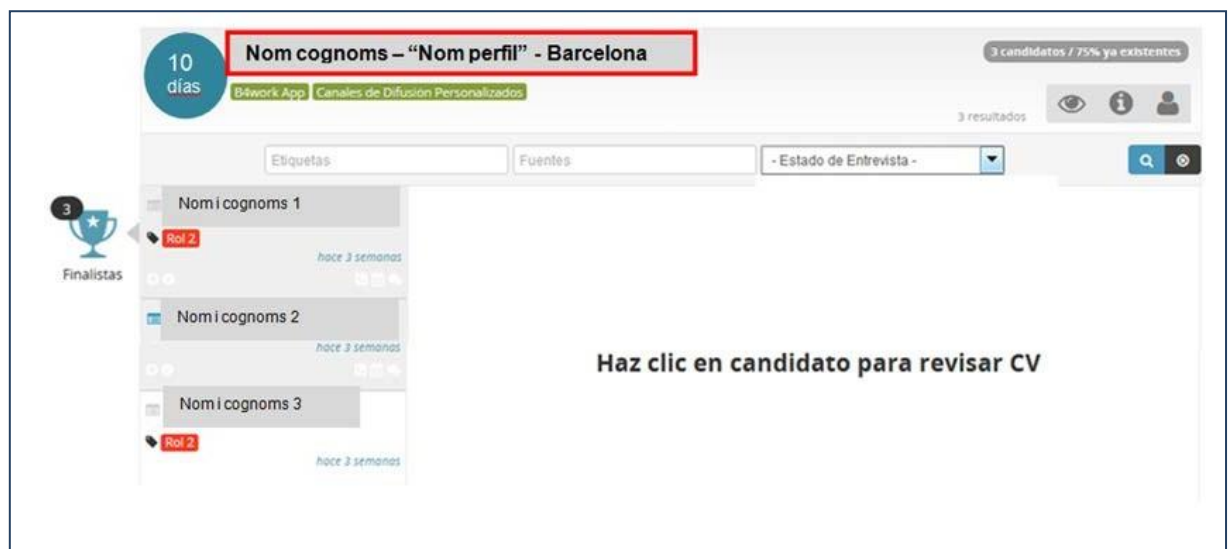 10
días
Nom cognoms – “Nom perfil” - Barcelona
3 candidatos / 75% ya existentes
B4work App Canales de Difusión Personalizados
3 resultados
Etiquetas
Fuentes
- Estado de Entrevista -
3
Finalistas
Nom i cognoms 1
Rol 2
hace 3 semanas
Nom i cognoms 2
hace 3 semanas
Nom i cognoms 3
Rol 2
hace 3 semanas
Haz clic en candidato para revisar CV